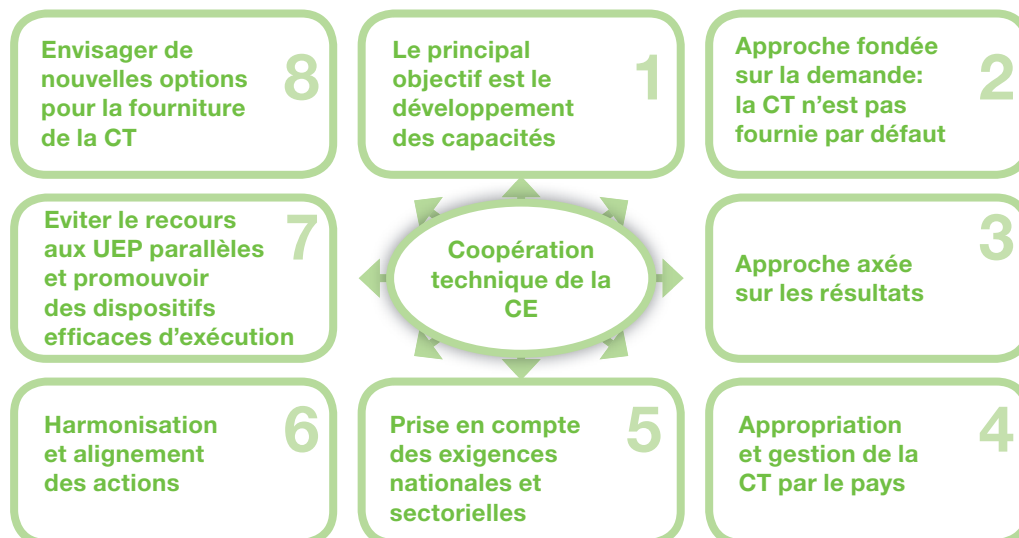 Envisager de
nouvelles options
pour la fourniture
de la CT
8
Le principal
objectif est le
développement
des capacités
1
Approche fondée
sur la demande:
la CT n’est pas
fournie par défaut
2
Eviter le recours
aux UEP parallèles
et promouvoir
des dispositifs
efficaces d’exécution
7
Coopération
technique de la
CE
Approche axée
sur les résultats
3
Harmonisation
et alignement
des actions
6
Prise en compte
des exigences
nationales et
sectorielles
5
Appropriation
et gestion de la
CT par le pays
4